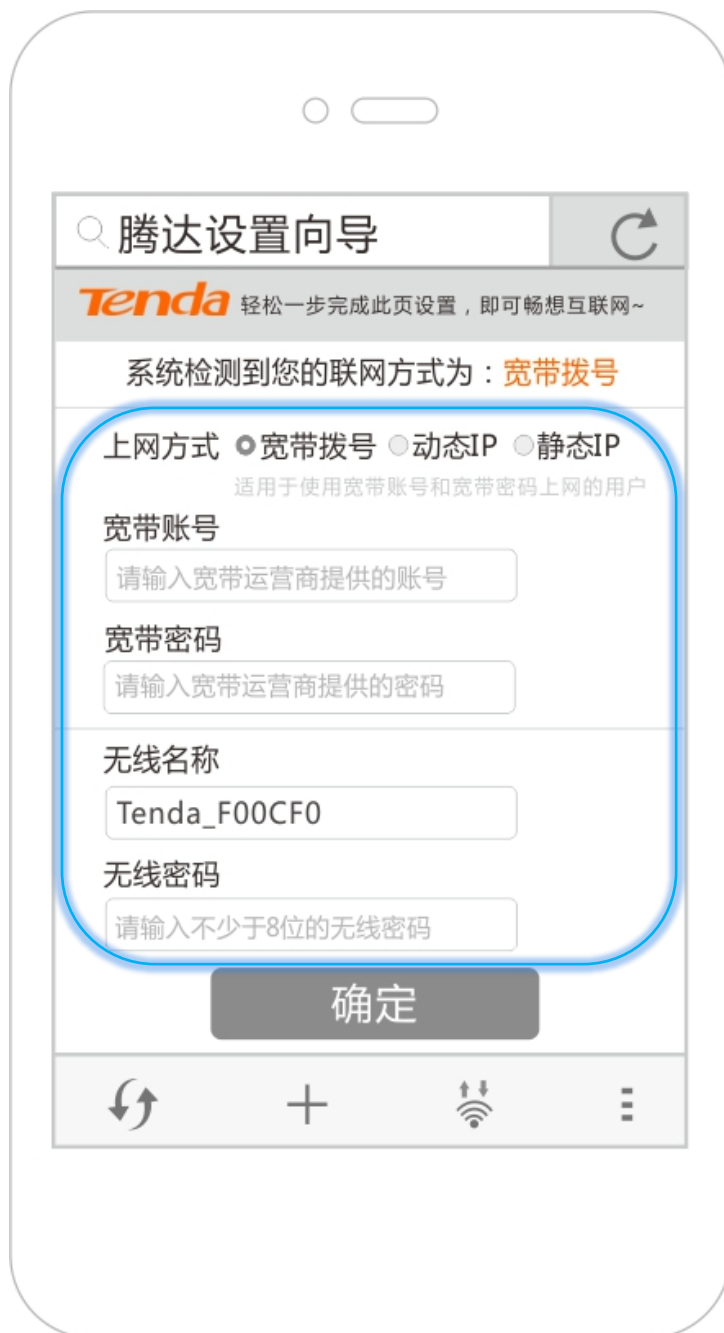 腾达设置向导
Tenda 轻松一步完成此页设置，即可畅想互联网~
系统检测到您的联网方式为：宽带拨号
上网方式 宽带拨号 动态IP 静态IP
适用于使用宽带账号和宽带密码上网的用户
宽带账号
请输入宽带运营商提供的账号
宽带密码
请输入宽带运营商提供的密码
无线名称
Tenda_F00CF0
无线密码
请输入不少于8位的无线密码
确定